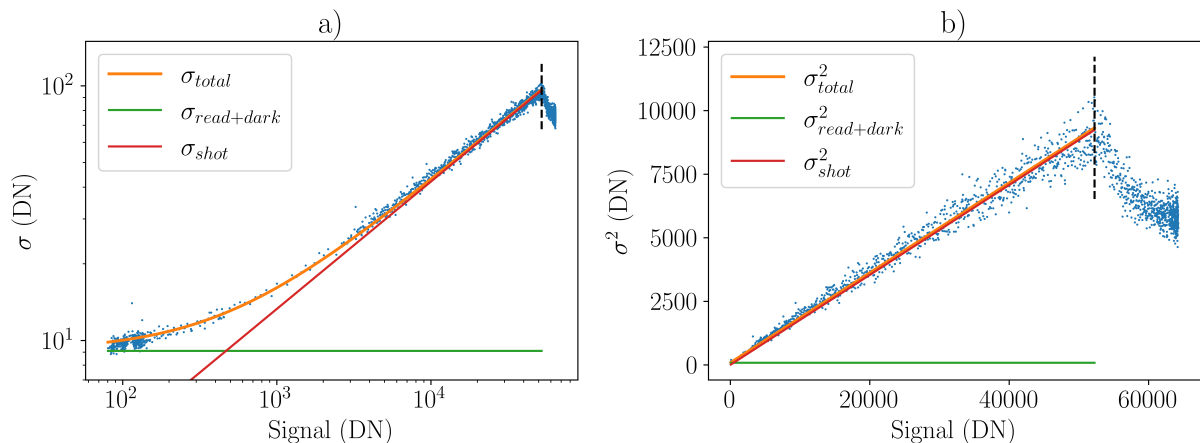 a)
σ_total
σ_read+dark
σ_shot
10^2
10^1
σ (DN)
10^2 10^3 10^4
Signal (DN)
b)
σ^2_total
σ^2_read+dark
σ^2_shot
12500
10000
7500
5000
2500
0
σ^2 (DN)
0 20000 40000 60000
Signal (DN)